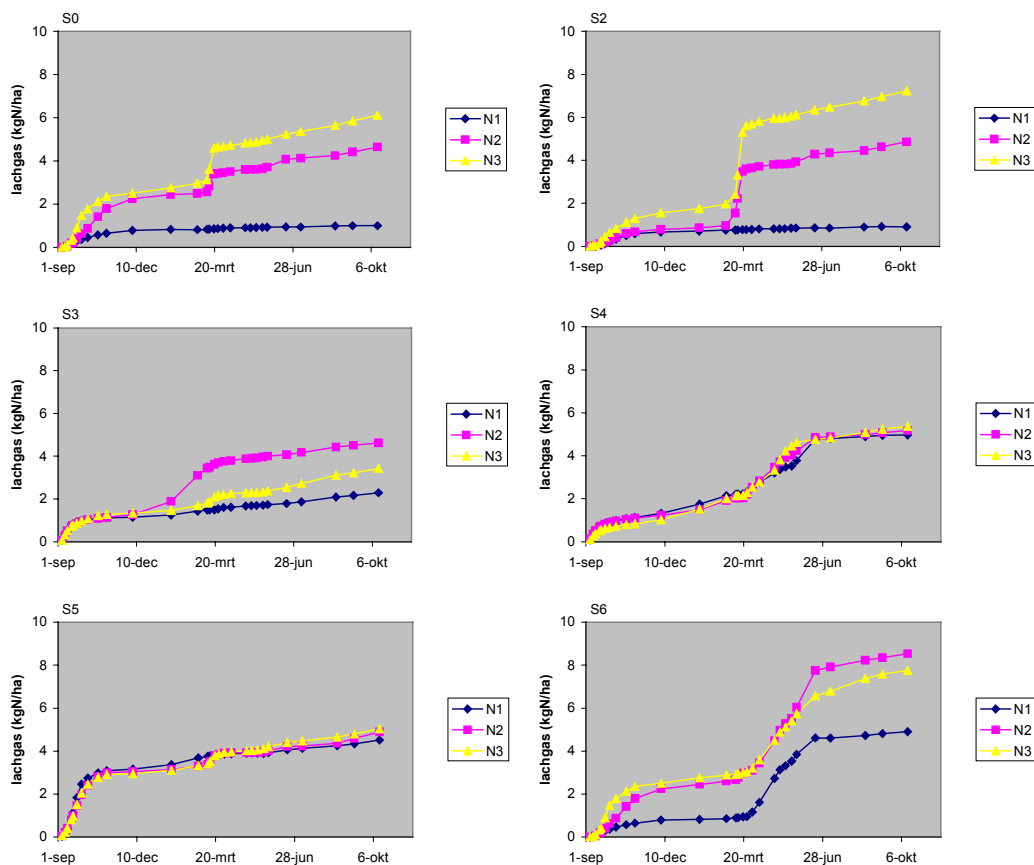 S0
10
8
6
4
2
0
lachgas (kgN/ha)
1-sep 10-dec 20-mrt 28-jun 6-okt
N1
N2
N3
S2
10
8
6
4
2
0
lachgas (kgN/ha)
1-sep 10-dec 20-mrt 28-jun 6-okt
N1
N2
N3
S3
10
8
6
4
2
0
lachgas (kgN/ha)
1-sep 10-dec 20-mrt 28-jun 6-okt
N1
N2
N3
S4
10
8
6
4
2
0
lachgas (kgN/ha)
1-sep 10-dec 20-mrt 28-jun 6-okt
N1
N2
N3
S5
10
8
6
4
2
0
lachgas (kgN/ha)
1-sep 10-dec 20-mrt 28-jun 6-okt
N1
N2
N3
S6
10
8
6
4
2
0
lachgas (kgN/ha)
1-sep 10-dec 20-mrt 28-jun 6-okt
N1
N2
N3